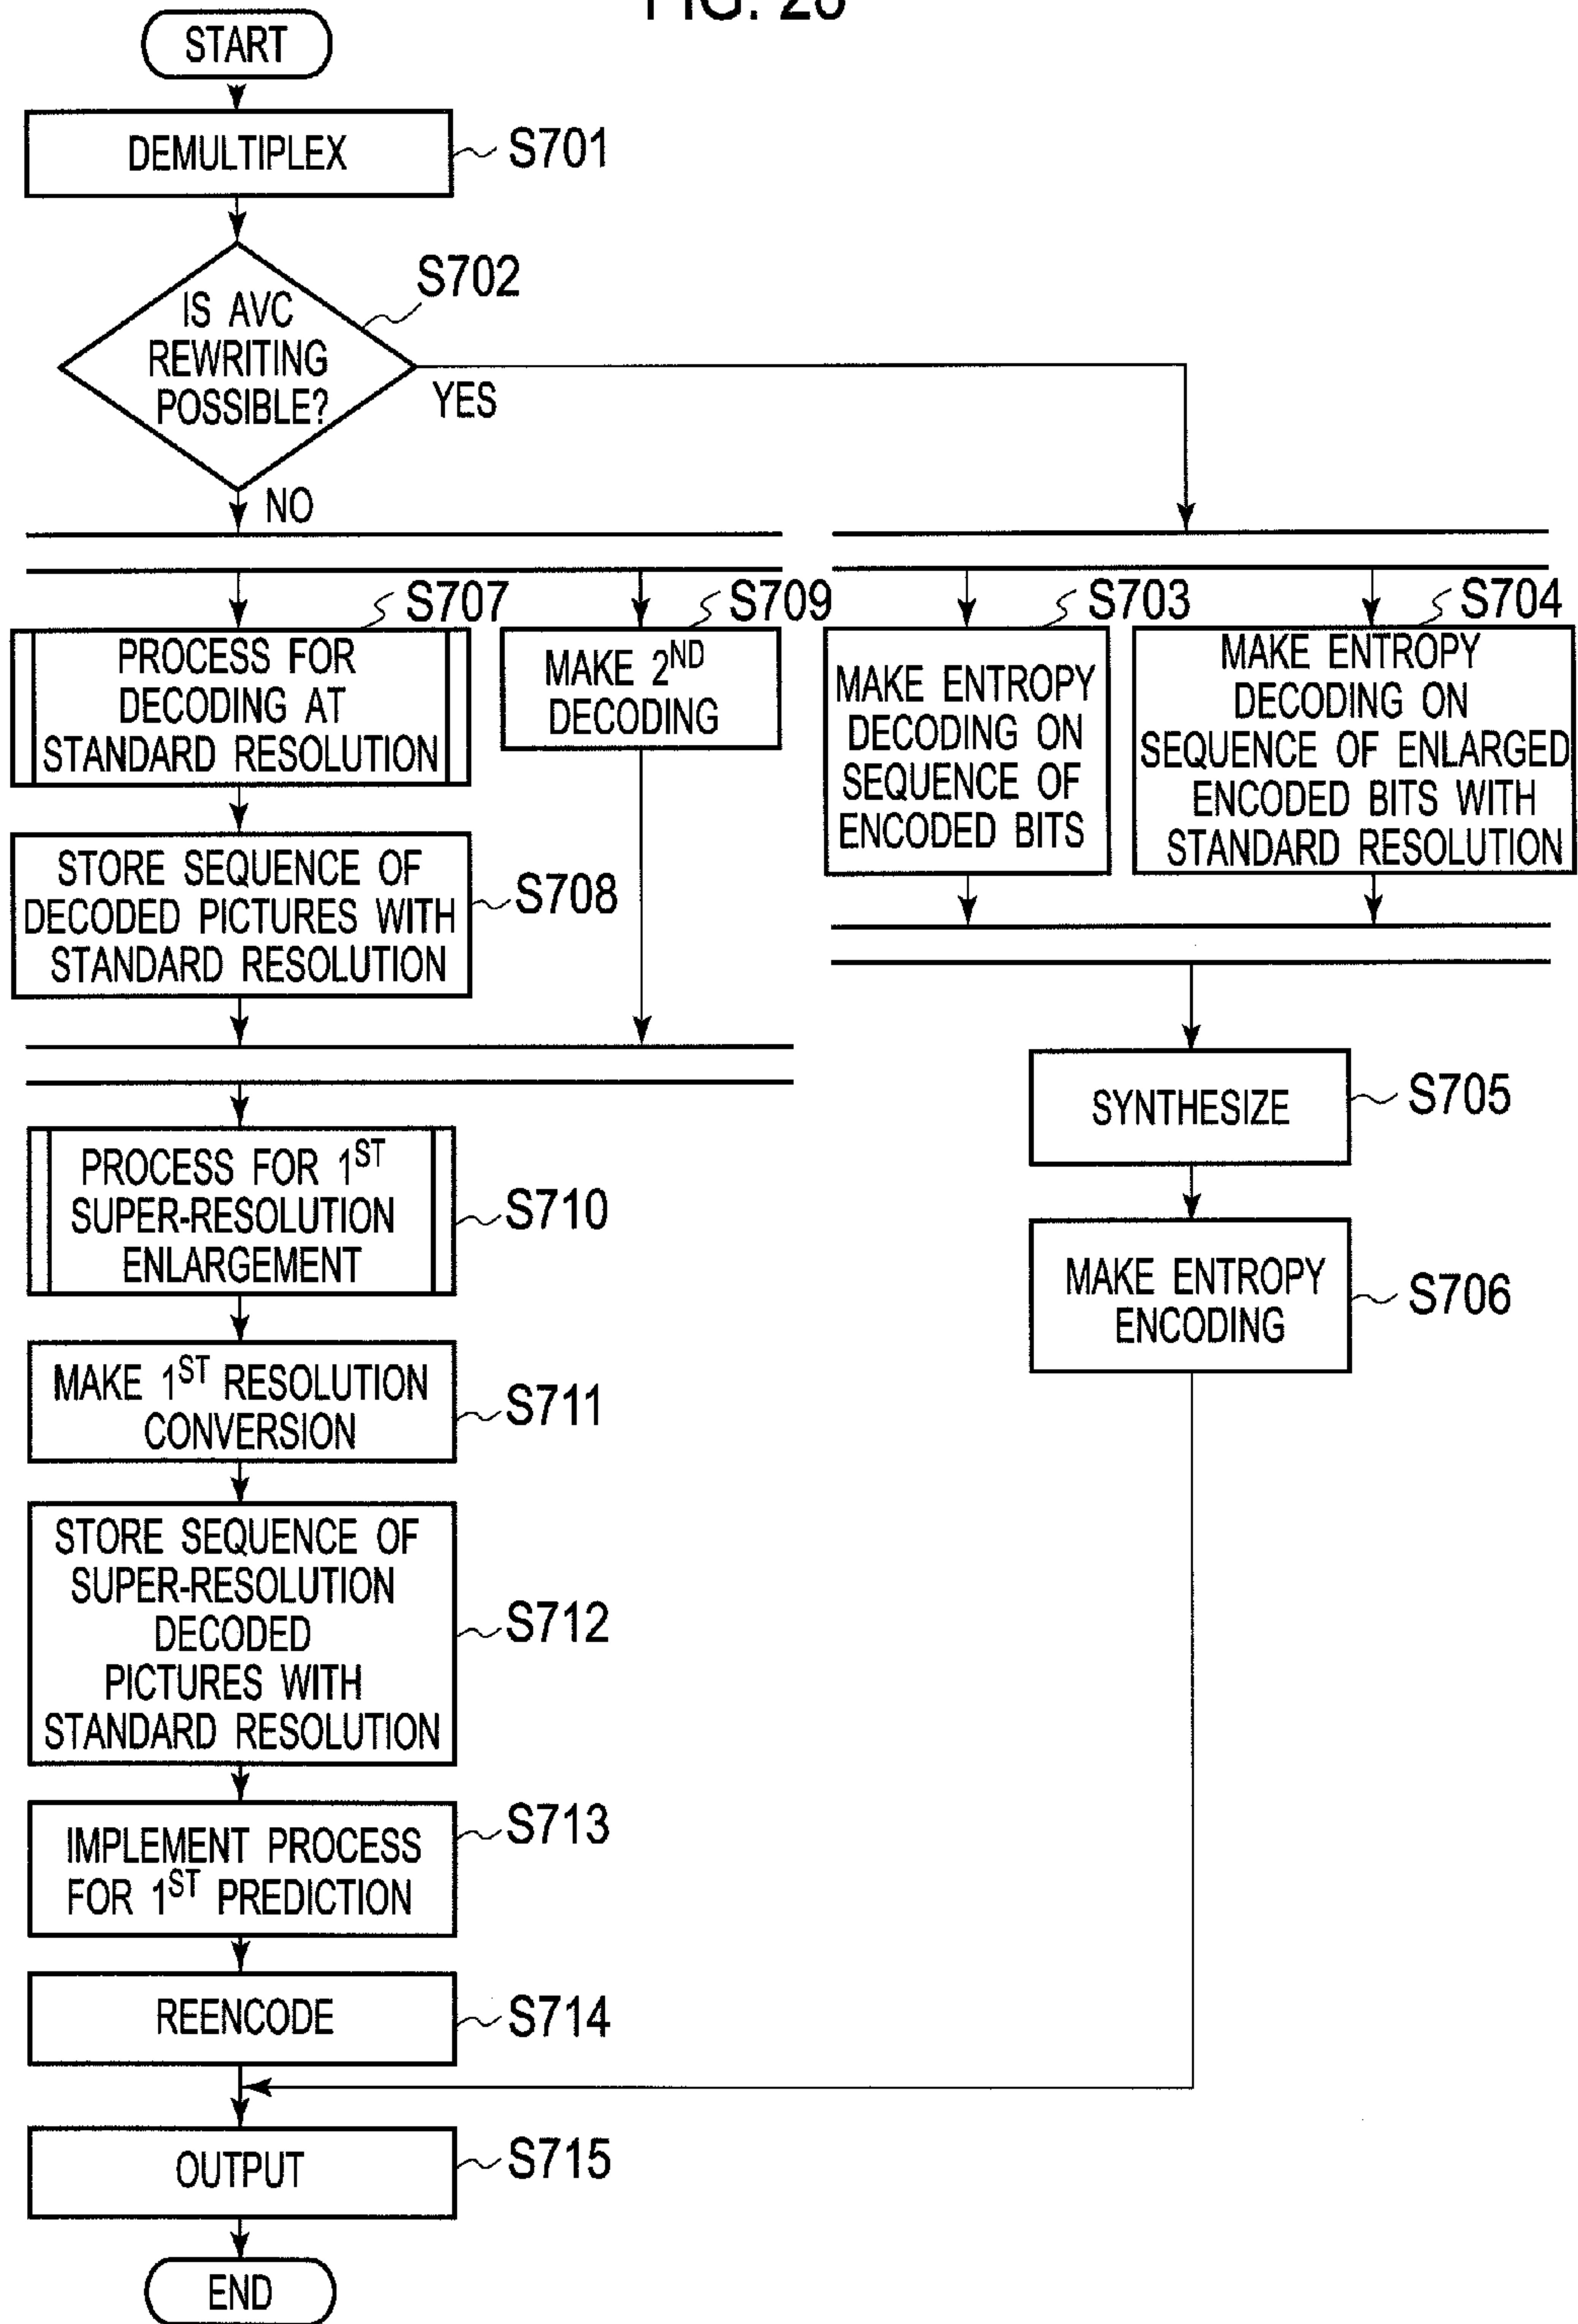 FIG. 28
START
DEMULTIPLEX
S701
S702
IS AVC
REWRITING
POSSIBLE?
YES
NO
S707
PROCESS FOR
DECODING AT
STANDARD RESOLUTION
S709
MAKE 2ND
DECODING
S703
MAKE ENTROPY
DECODING ON
SEQUENCE OF
ENCODED BITS
S704
MAKE ENTROPY
DECODING ON
SEQUENCE OF ENLARGED
ENCODED BITS WITH
STANDARD RESOLUTION
STORE SEQUENCE OF
DECODED PICTURES WITH
STANDARD RESOLUTION
S708
SYNTHESIZE
S705
PROCESS FOR 1ST
SUPER-RESOLUTION
ENLARGEMENT
S710
MAKE ENTROPY
ENCODING
S706
MAKE 1ST RESOLUTION
CONVERSION
S711
STORE SEQUENCE OF
SUPER-RESOLUTION
DECODED
PICTURES WITH
STANDARD RESOLUTION
S712
IMPLEMENT PROCESS
FOR 1ST PREDICTION
S713
REENCODE
S714
OUTPUT
S715
END